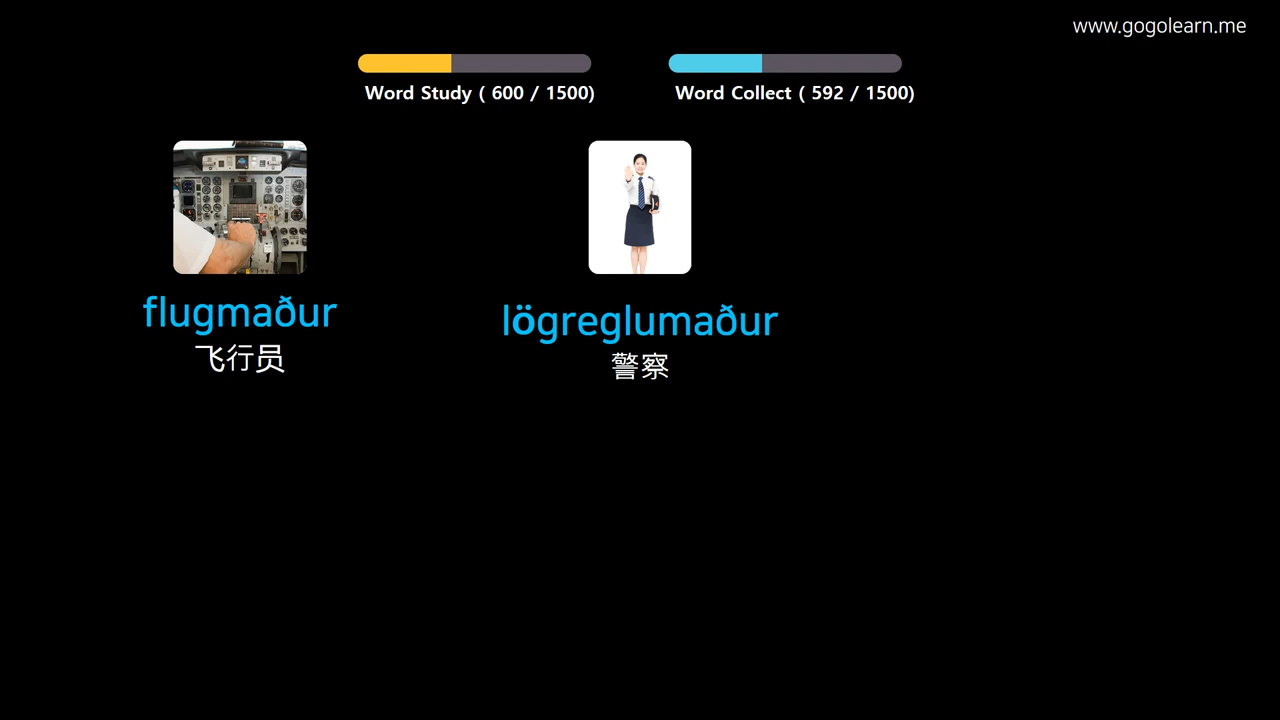 www.gogolearn.me
Word Study ( 600 / 1500)
Word Collect ( 592 / 1500)
flugmaður
飞行员
lögreglumaður
警察